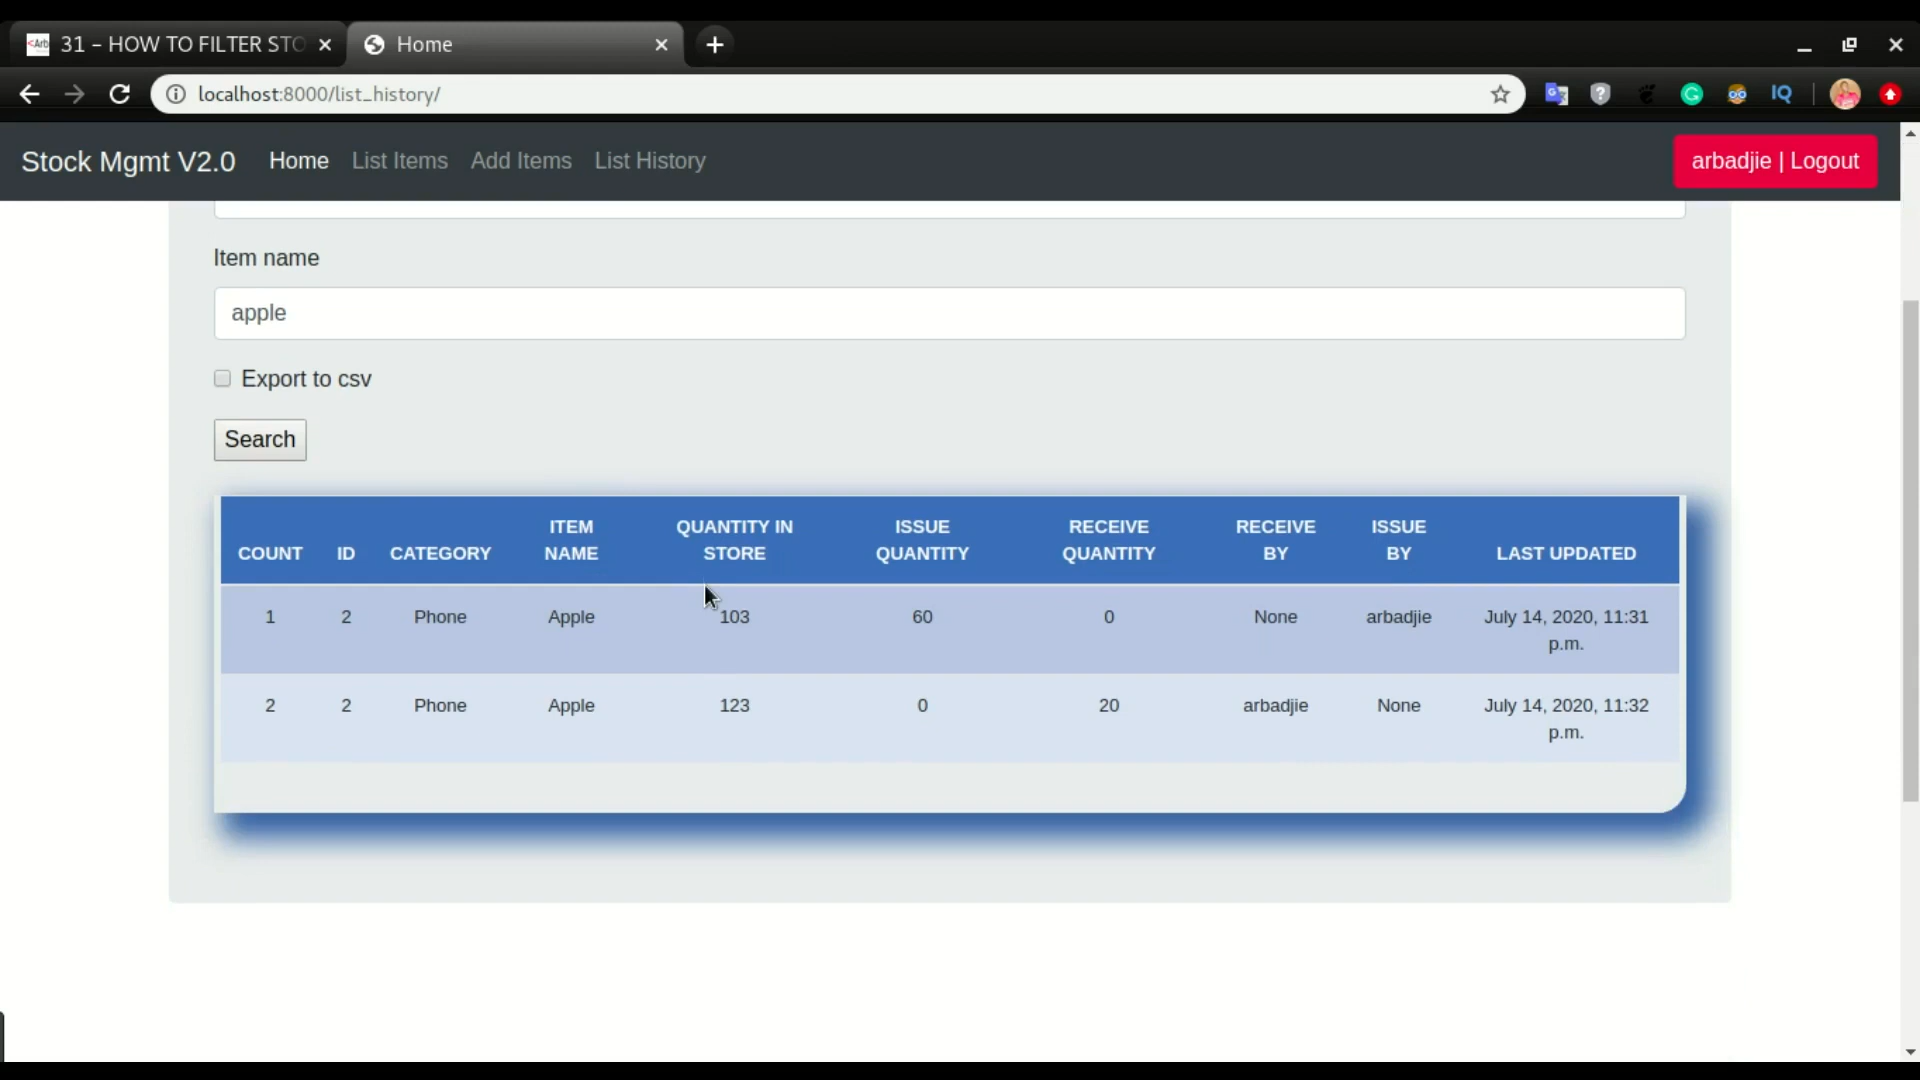 <Arb 31 – HOW TO FILTER STO
Home
localhost:8000/list_history/
IQ
Stock Mgmt V2.0 Home List Items Add Items List History arbadjie | Logout
Item name
apple
Export to csv
Search
COUNT ID CATEGORY ITEM NAME QUANTITY IN STORE ISSUE QUANTITY RECEIVE QUANTITY RECEIVE BY ISSUE BY LAST UPDATED
1 2 Phone Apple 103 60 0 None arbadjie July 14, 2020, 11:31 p.m.
2 2 Phone Apple 123 0 20 arbadjie None July 14, 2020, 11:32 p.m.